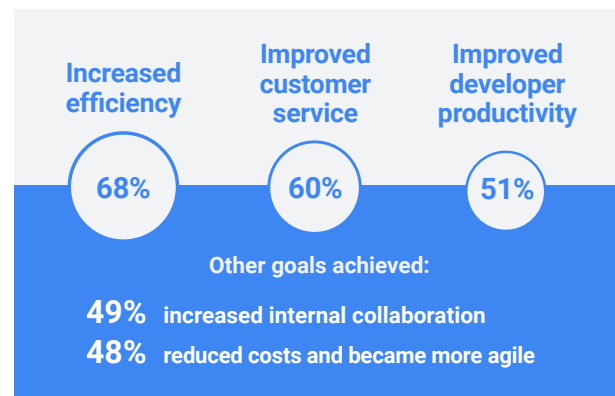 Increased
efficiency
68%
Improved
customer
service
60%
Improved
developer
productivity
51%
Other goals achieved:
49% increased internal collaboration
48% reduced costs and became more agile